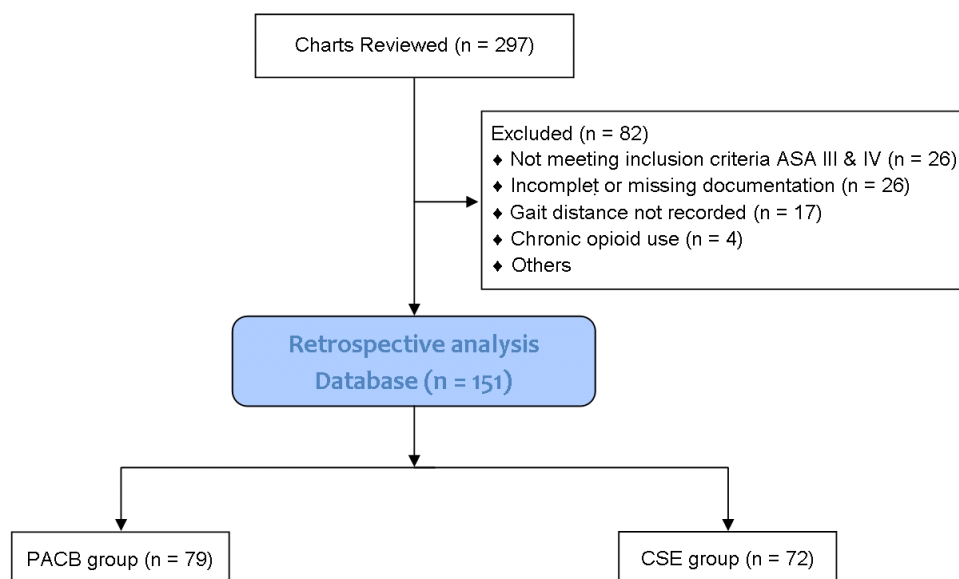 Charts Reviewed (n = 297)
Excluded (n = 82)
♦ Not meeting inclusion criteria ASA III & IV (n = 26)
♦ Incomplet or missing documentation (n = 26)
♦ Gait distance not recorded (n = 17)
♦ Chronic opioid use (n = 4)
♦ Others
Retrospective analysis
Database (n = 151)
PACB group (n = 79)
CSE group (n = 72)